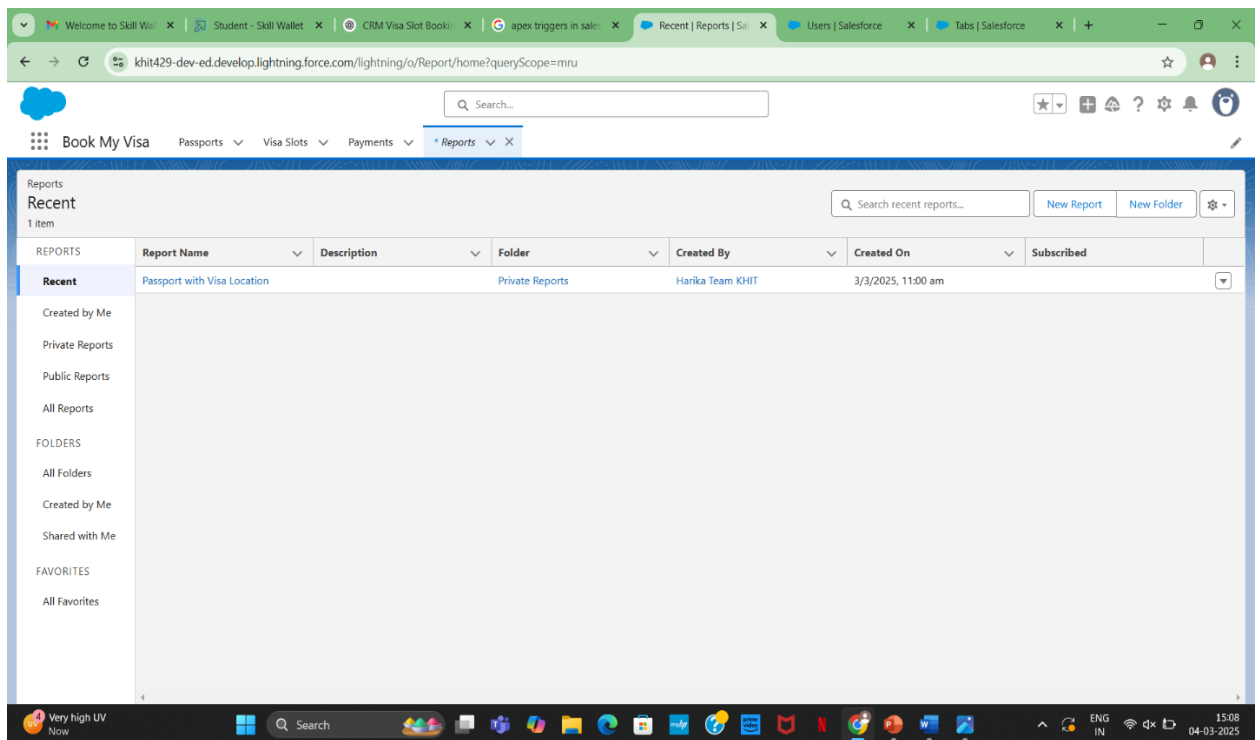 Welcome to Skill Wal
Student - Skill Wallet
CRM Visa Slot Bookin
apex triggers in sales
Recent | Reports | Sal
Users | Salesforce
Tabs | Salesforce
khit429-dev-ed.develop.lightning.force.com/lightning/o/Report/home?queryScope=mru
Search...
Book My Visa
Passports
Visa Slots
Payments
* Reports
Reports
Recent
1 item
Search recent reports...
New Report
New Folder
REPORTS
Report Name
Description
Folder
Created By
Created On
Subscribed
Recent
Passport with Visa Location
Private Reports
Harika Team KHIT
3/3/2025, 11:00 am
Created by Me
Private Reports
Public Reports
All Reports
FOLDERS
All Folders
Created by Me
Shared with Me
FAVORITES
All Favorites
4
Very high UV
Now
Search
ENG
IN
15:08
04-03-2025